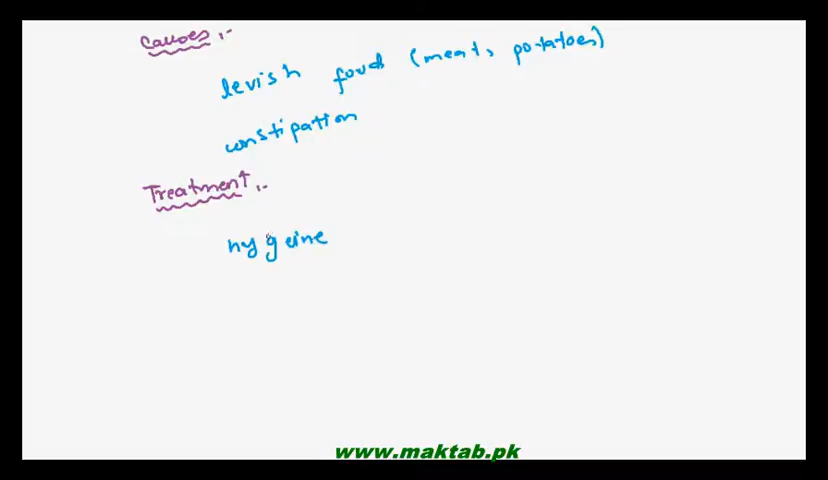 Causes :-
levish food (meat, potatoes)
constipation
Treatment :-
hygeine
www.maktab.pk